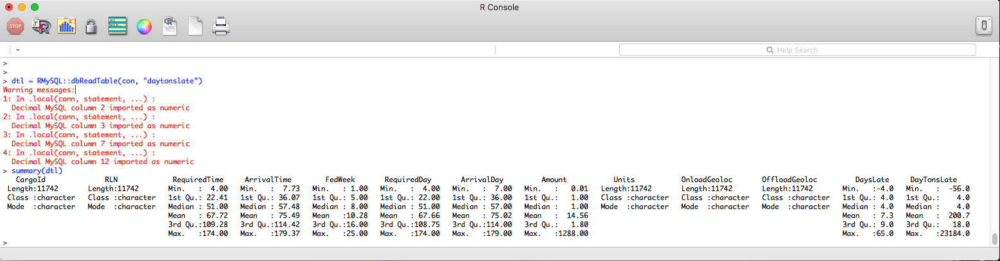 R Console
STOP
R
~
Help Search
>
>
> dtl = RMySQL::dbReadTable(con, "daytonslate")
Warning messages:
1: In .local(conn, statement, ...) :
  Decimal MySQL column 2 imported as numeric
2: In .local(conn, statement, ...) :
  Decimal MySQL column 3 imported as numeric
3: In .local(conn, statement, ...) :
  Decimal MySQL column 7 imported as numeric
4: In .local(conn, statement, ...) :
  Decimal MySQL column 12 imported as numeric
> summary(dtl)
   CargoId              RLN             RequiredTime     ArrivalTime        FedWeek       RequiredDay      ArrivalDay         Amount           Units           OnloadGeoloc       OffloadGeoloc         DaysLate     DayTonsLate
 Length:11742       Length:11742       Min.   :  4.00   Min.   :  7.73   Min.   : 1.00   Min.   :  4.00   Min.   :  7.00   Min.   :   0.01   Length:11742       Length:11742       Length:11742       Min.   :-4.0   Min.   :  -56.0
 Class :character   Class :character   1st Qu.: 22.41   1st Qu.: 36.07   1st Qu.: 5.00   1st Qu.: 22.00   1st Qu.: 36.00   1st Qu.:   1.00   Class :character   Class :character   Class :character   1st Qu.: 4.0   1st Qu.:    4.0
 Mode  :character   Mode  :character   Median : 51.00   Median : 57.48   Median : 8.00   Median : 51.00   Median : 57.00   Median :   1.00   Mode  :character   Mode  :character   Mode  :character   Median : 4.0   Median :    4.0
                                       Mean   : 67.72   Mean   : 75.49   Mean   :10.28   Mean   : 67.66   Mean   : 75.02   Mean   :  14.56                                                            Mean   : 7.3   Mean   :  200.7
                                       3rd Qu.:109.28   3rd Qu.:114.42   3rd Qu.:16.00   3rd Qu.:108.75   3rd Qu.:114.00   3rd Qu.:   1.80                                                            3rd Qu.: 9.0   3rd Qu.:   18.0
                                       Max.   :174.00   Max.   :179.37   Max.   :25.00   Max.   :174.00   Max.   :179.00   Max.   :1288.00                                                            Max.   :65.0   Max.   :23184.0
>